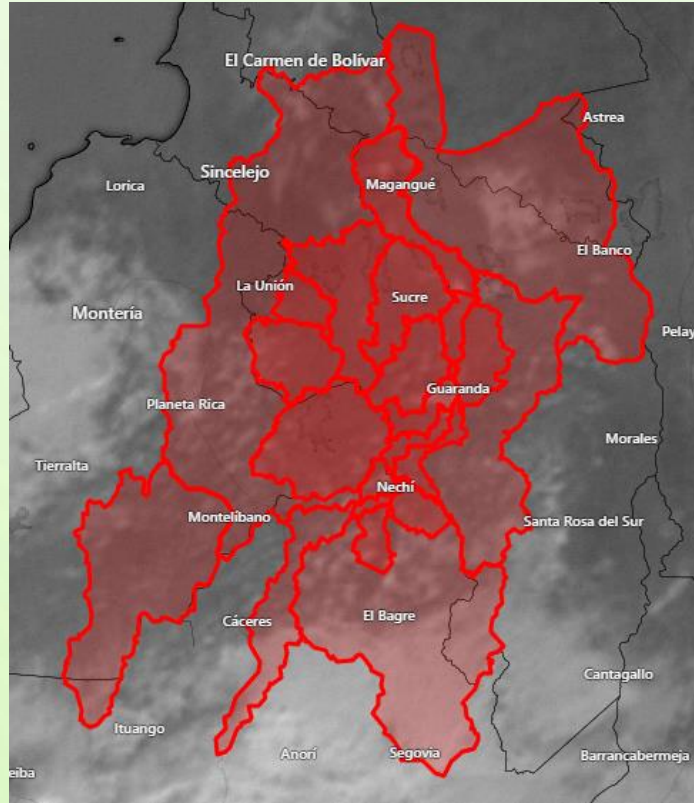 El Carmen de Bolívar
Astrea
Sincelejo
Lorica
Magangué
El Banco
La Unión
Sucre
Montería
Pelay
Guaranda
Planeta Rica
Morales
Tierralta
Nechí
Montelíbano
Santa Rosa del Sur
El Bagre
Cáceres
Cantagallo
Ituango
Anorí
Segovia
Barrancabermeja
eiba